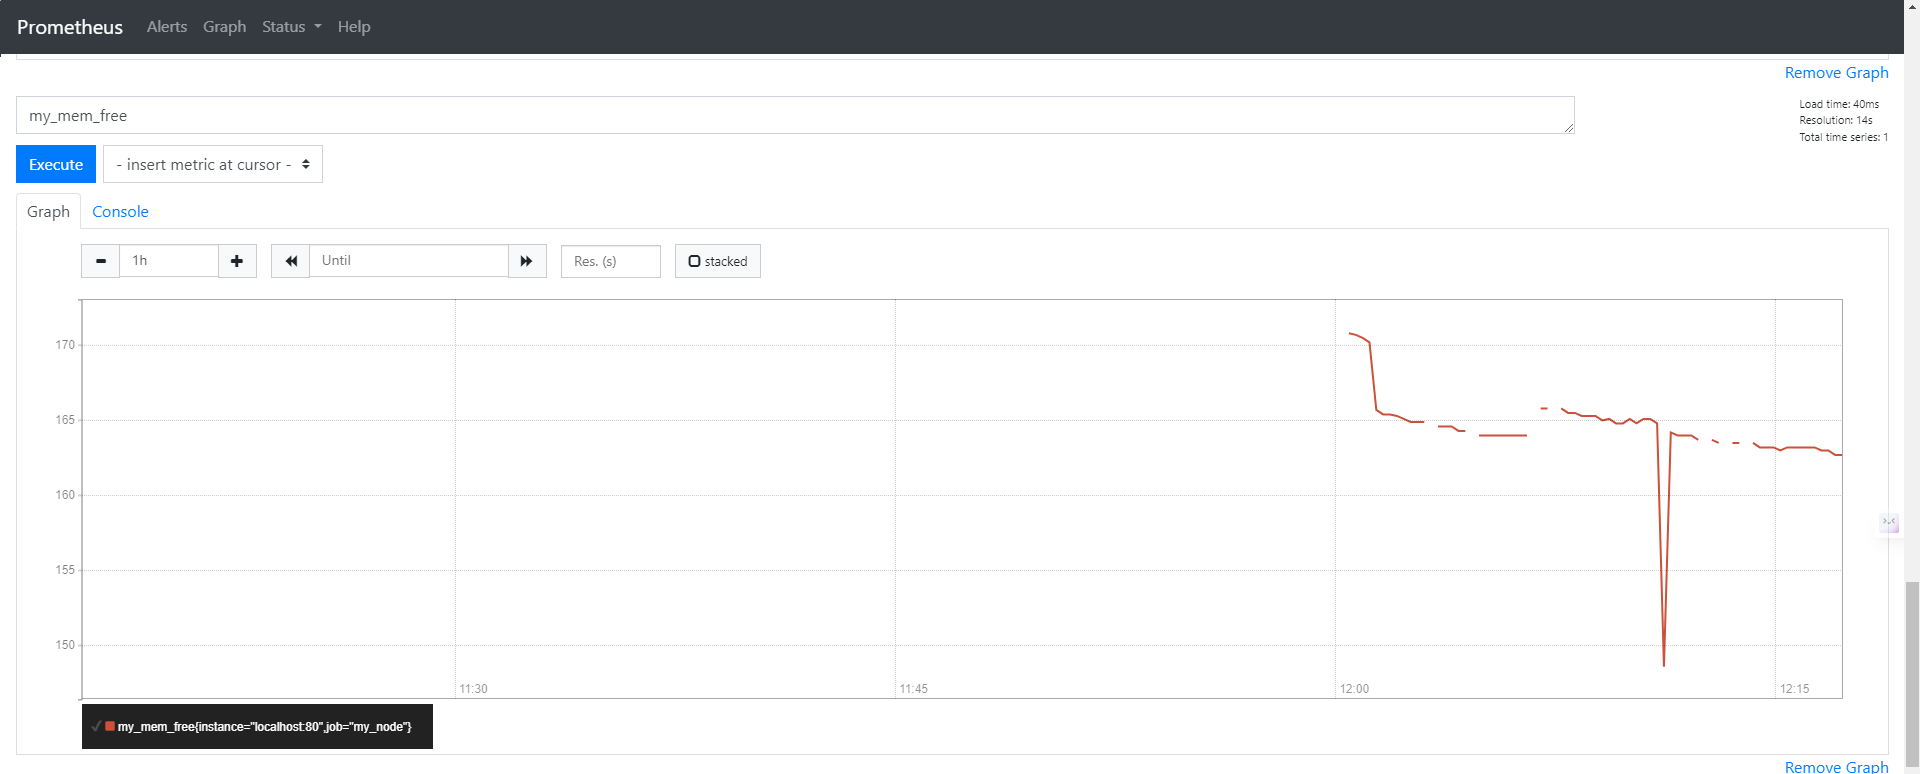 Prometheus Alerts Graph Status Help
Remove Graph
my_mem_free
Load time: 40ms
Resolution: 14s
Total time series: 1
Execute - insert metric at cursor -
Graph Console
1h Until Res. (s) stacked
170
165
160
155
150
11:30 11:45 12:00 12:15
my_mem_free{instance="localhost:80",job="my_node"}
Remove Graph